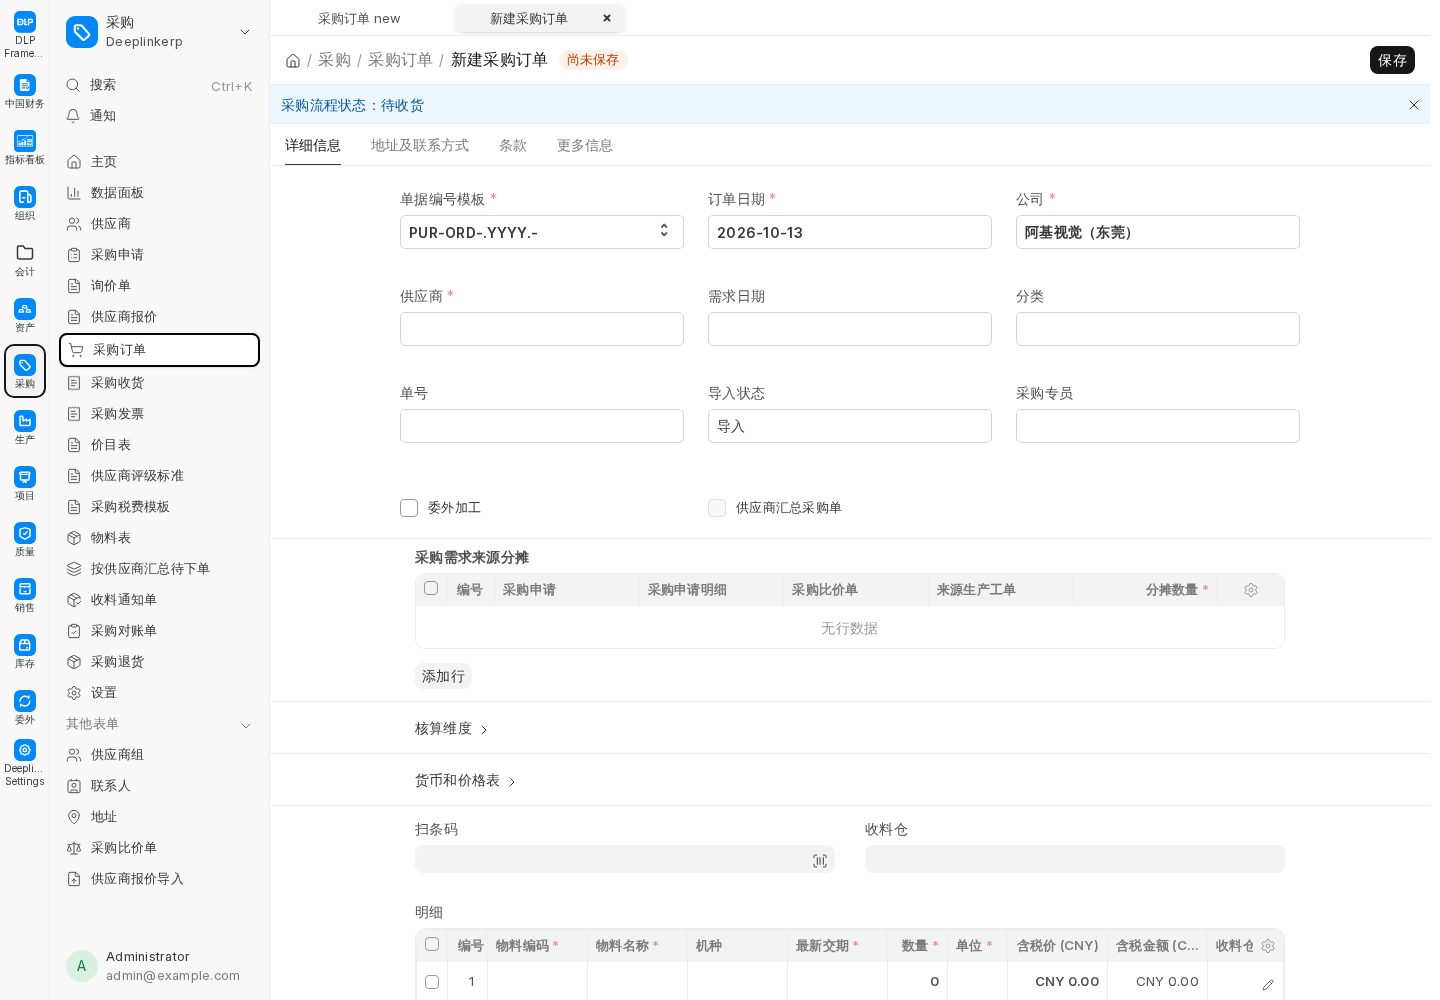 DLP
DLP
Frame...
中国财务
指标看板
组织
会计
资产
采购
生产
项目
质量
销售
库存
委外
Deepli...
Settings
采购
Deeplinkerp
搜索 Ctrl+K
通知
主页
数据面板
供应商
采购申请
询价单
供应商报价
采购订单
采购收货
采购发票
价目表
供应商评级标准
采购税费模板
物料表
按供应商汇总待下单
收料通知单
采购对账单
采购退货
设置
其他表单
供应商组
联系人
地址
采购比价单
供应商报价导入
A
Administrator
admin@example.com
采购订单 new 新建采购订单 ×
/ 采购 / 采购订单 / 新建采购订单 尚未保存 保存
采购流程状态：待收货
详细信息 地址及联系方式 条款 更多信息
单据编号模板 * 订单日期 * 公司 *
PUR-ORD-.YYYY.- 2026-10-13 阿基视觉（东莞）
供应商 * 需求日期 分类
单号 导入状态 采购专员
导入
委外加工 供应商汇总采购单
采购需求来源分摊
编号 采购申请 采购申请明细 采购比价单 来源生产工单 分摊数量 *
无行数据
添加行
核算维度
货币和价格表
扫条码 收料仓
明细
编号 物料编码 * 物料名称 * 机种 最新交期 * 数量 * 单位 * 含税价 (CNY) 含税金额 (C... 收料仓
1 0 CNY 0.00 CNY 0.00